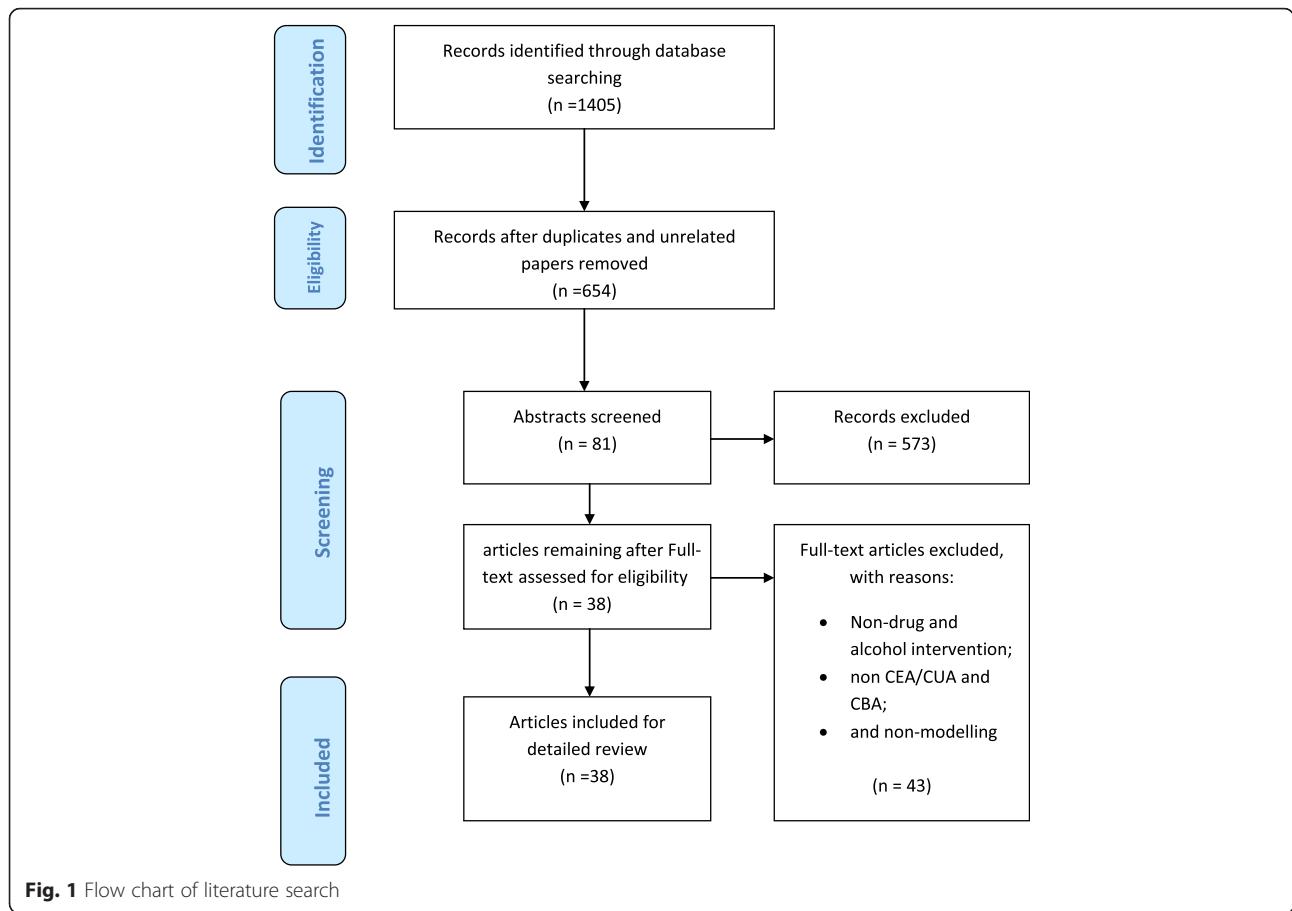 Identification
Records identified through database
searching
(n =1405)
Eligibility
Records after duplicates and unrelated
papers removed
(n =654)
Screening
Abstracts screened
(n = 81)
Records excluded
(n = 573)
articles remaining after Full-
text assessed for eligibility
(n = 38)
Full-text articles excluded,
with reasons:
• Non-drug and
alcohol intervention;
• non CEA/CUA and
CBA;
• and non-modelling
(n = 43)
Included
Articles included for
detailed review
(n =38)
Fig. 1 Flow chart of literature search